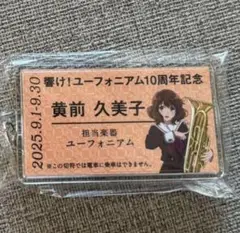 響け!ユーフォニアム10周年記念
2025.9.1-9.30
黄前 久美子
担当楽器
ユーフォニアム
※この切符では電車に乗車はできません。